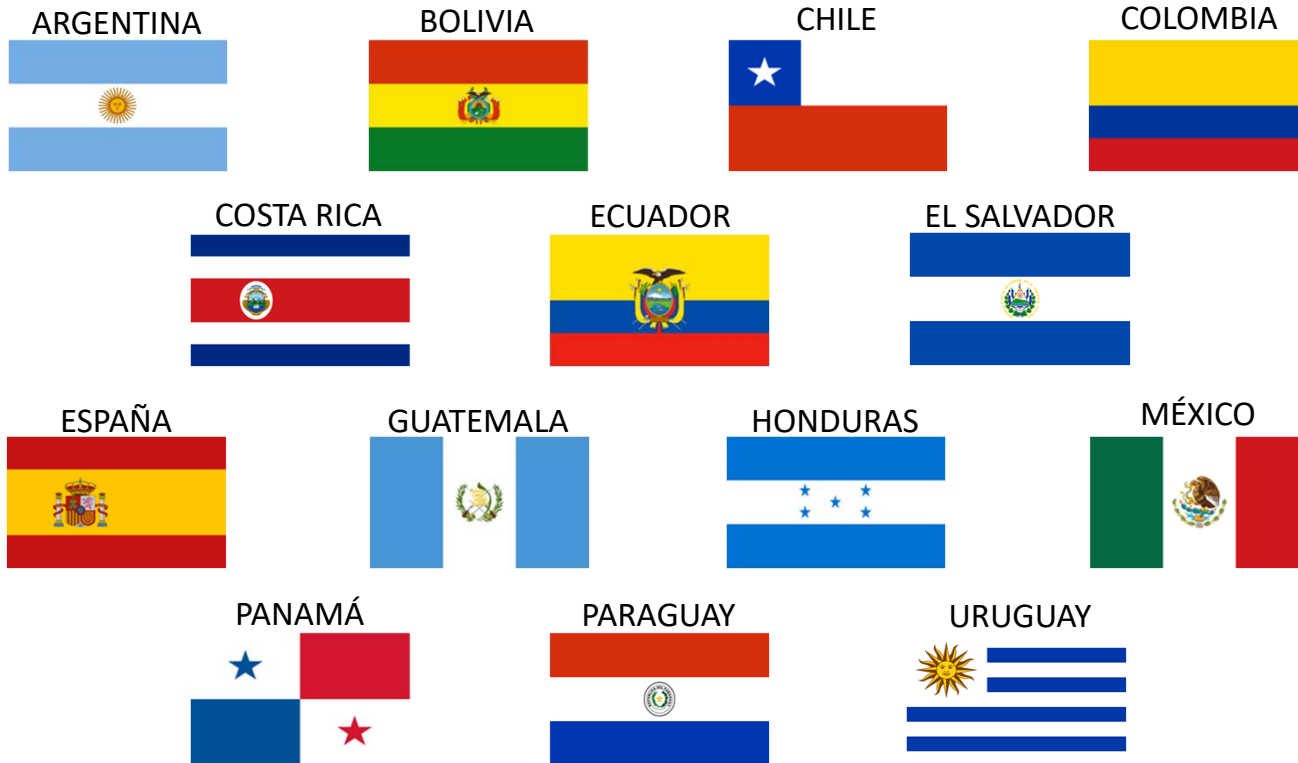 ARGENTINA
BOLIVIA
CHILE
COLOMBIA
COSTA RICA
ECUADOR
EL SALVADOR
ESPAÑA
GUATEMALA
HONDURAS
MÉXICO
PANAMÁ
PARAGUAY
URUGUAY